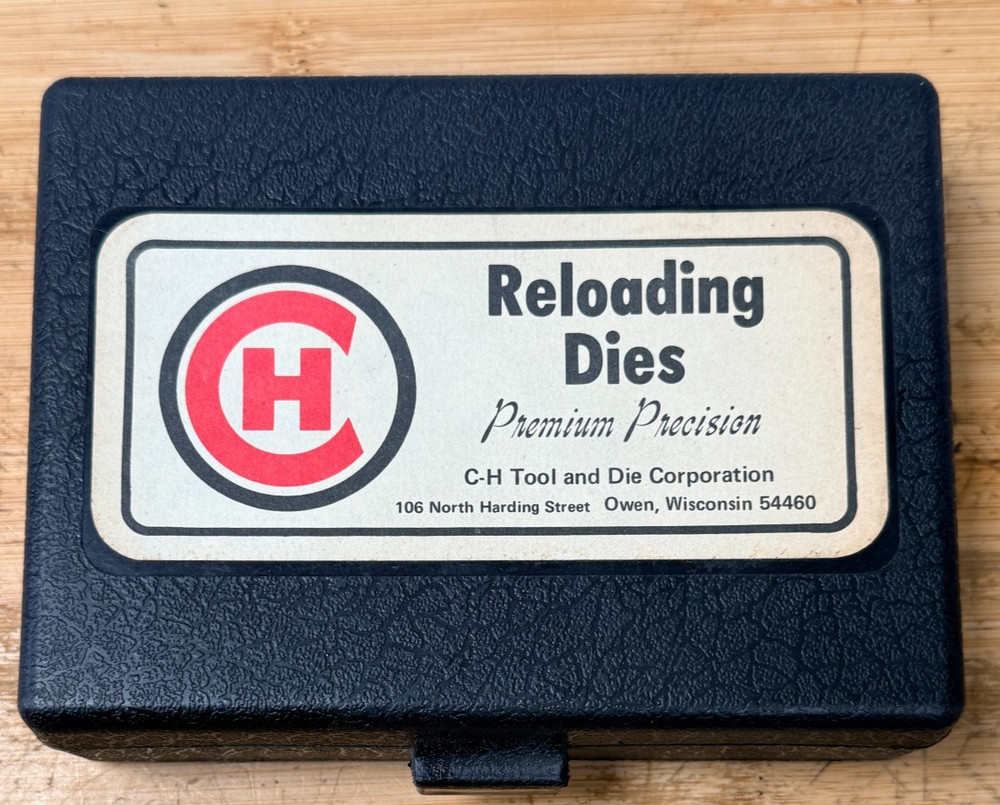 CH
Reloading
Dies
Premium Precision
C-H Tool and Die Corporation
106 North Harding Street Owen, Wisconsin 54460